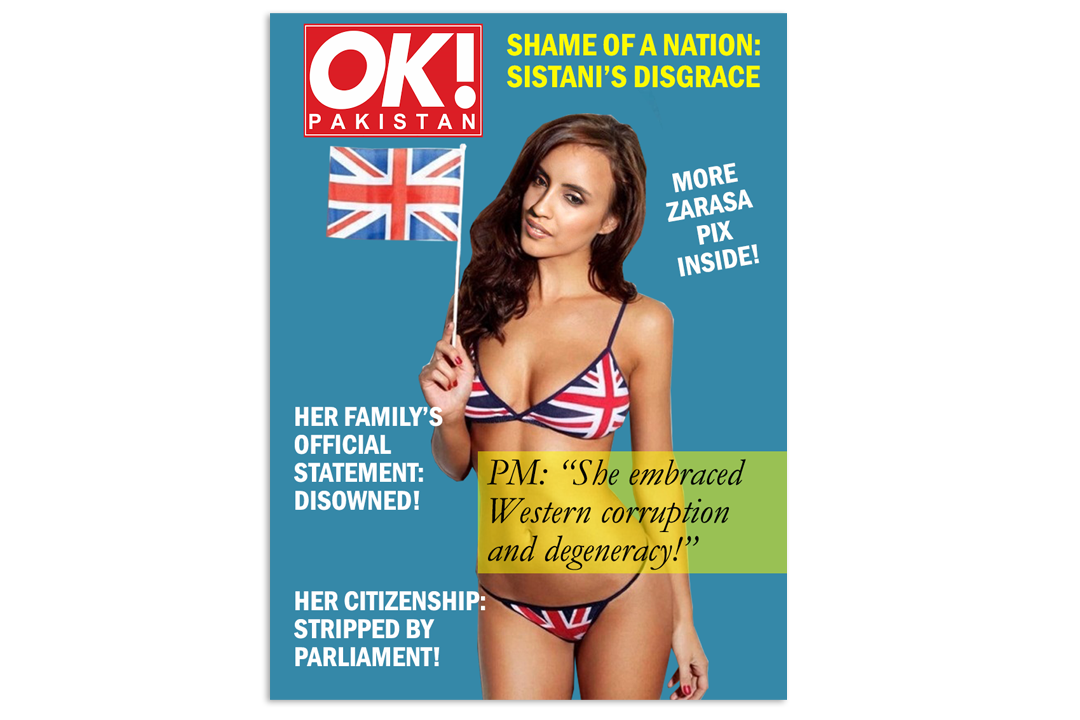 OK!
PAKISTAN
SHAME OF A NATION:
SISTANI’S DISGRACE
MORE
ZARASA
PIX
INSIDE!
HER FAMILY’S
OFFICIAL
STATEMENT:
DISOWNED!
PM: “She embraced
Western corruption
and degeneracy!”
HER CITIZENSHIP:
STRIPPED BY
PARLIAMENT!